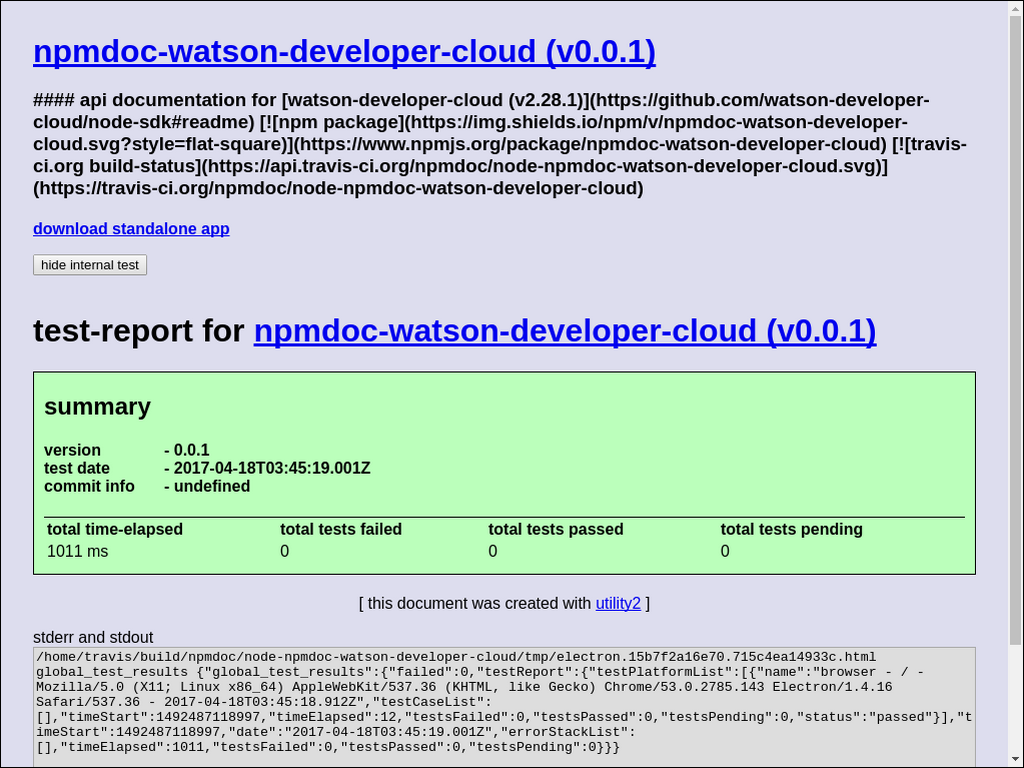 npmdoc-watson-developer-cloud (v0.0.1)
#### api documentation for [watson-developer-cloud (v2.28.1)](https://github.com/watson-developer-
cloud/node-sdk#readme) [![npm package](https://img.shields.io/npm/v/npmdoc-watson-developer-
cloud.svg?style=flat-square)](https://www.npmjs.org/package/npmdoc-watson-developer-cloud) [![travis-
ci.org build-status](https://api.travis-ci.org/npmdoc/node-npmdoc-watson-developer-cloud.svg)]
(https://travis-ci.org/npmdoc/node-npmdoc-watson-developer-cloud)
download standalone app
hide internal test
test-report for npmdoc-watson-developer-cloud (v0.0.1)
summary
version - 0.0.1
test date - 2017-04-18T03:45:19.001Z
commit info - undefined
total time-elapsed total tests failed total tests passed total tests pending
1011 ms 0 0 0
[ this document was created with utility2 ]
stderr and stdout
/home/travis/build/npmdoc/node-npmdoc-watson-developer-cloud/tmp/electron.15b7f2a16e70.715c4ea14933c.html
global_test_results {"global_test_results":{"failed":0,"testReport":{"testPlatformList":[{"name":"browser - / -
Mozilla/5.0 (X11; Linux x86_64) AppleWebKit/537.36 (KHTML, like Gecko) Chrome/53.0.2785.143 Electron/1.4.16
Safari/537.36 - 2017-04-18T03:45:18.912Z","testCaseList":
[],"timeStart":1492487118997,"timeElapsed":12,"testsFailed":0,"testsPassed":0,"testsPending":0,"status":"passed"}],"t
imeStart":1492487118997,"date":"2017-04-18T03:45:19.001Z","errorStackList":
[],"timeElapsed":1011,"testsFailed":0,"testsPassed":0,"testsPending":0}}}